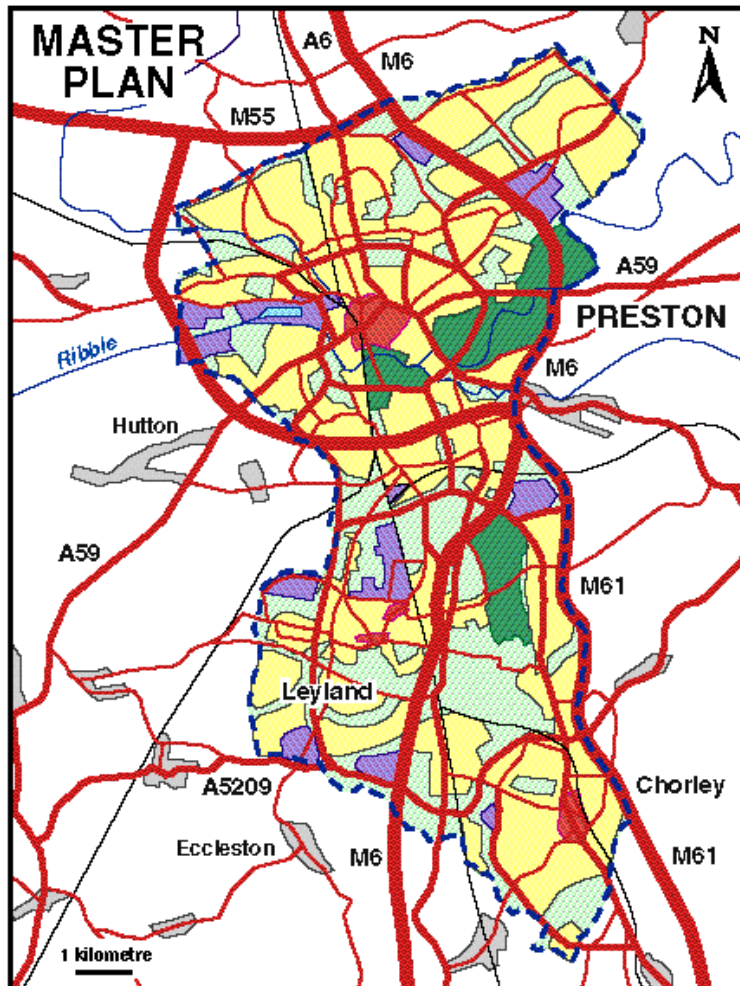 MASTER
PLAN
A6
M6
N
M55
A59
PRESTON
Ribble
M6
Hutton
A59
M61
Leyland
A5209
Chorley
Eccleston
M6
M61
1 kilometre